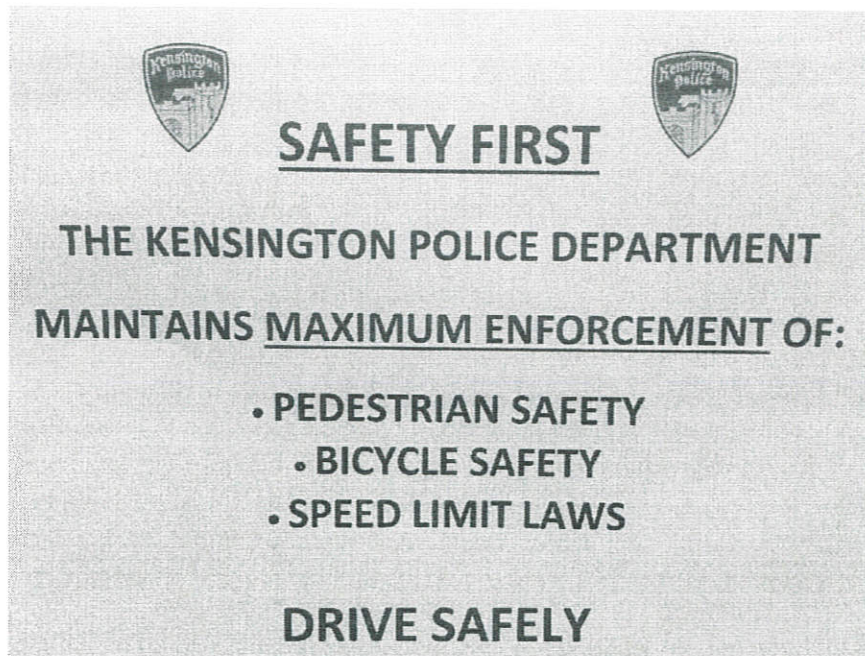 Kensington
Police
Kensington
Police
SAFETY FIRST
THE KENSINGTON POLICE DEPARTMENT
MAINTAINS MAXIMUM ENFORCEMENT OF:
• PEDESTRIAN SAFETY
• BICYCLE SAFETY
• SPEED LIMIT LAWS
DRIVE SAFELY